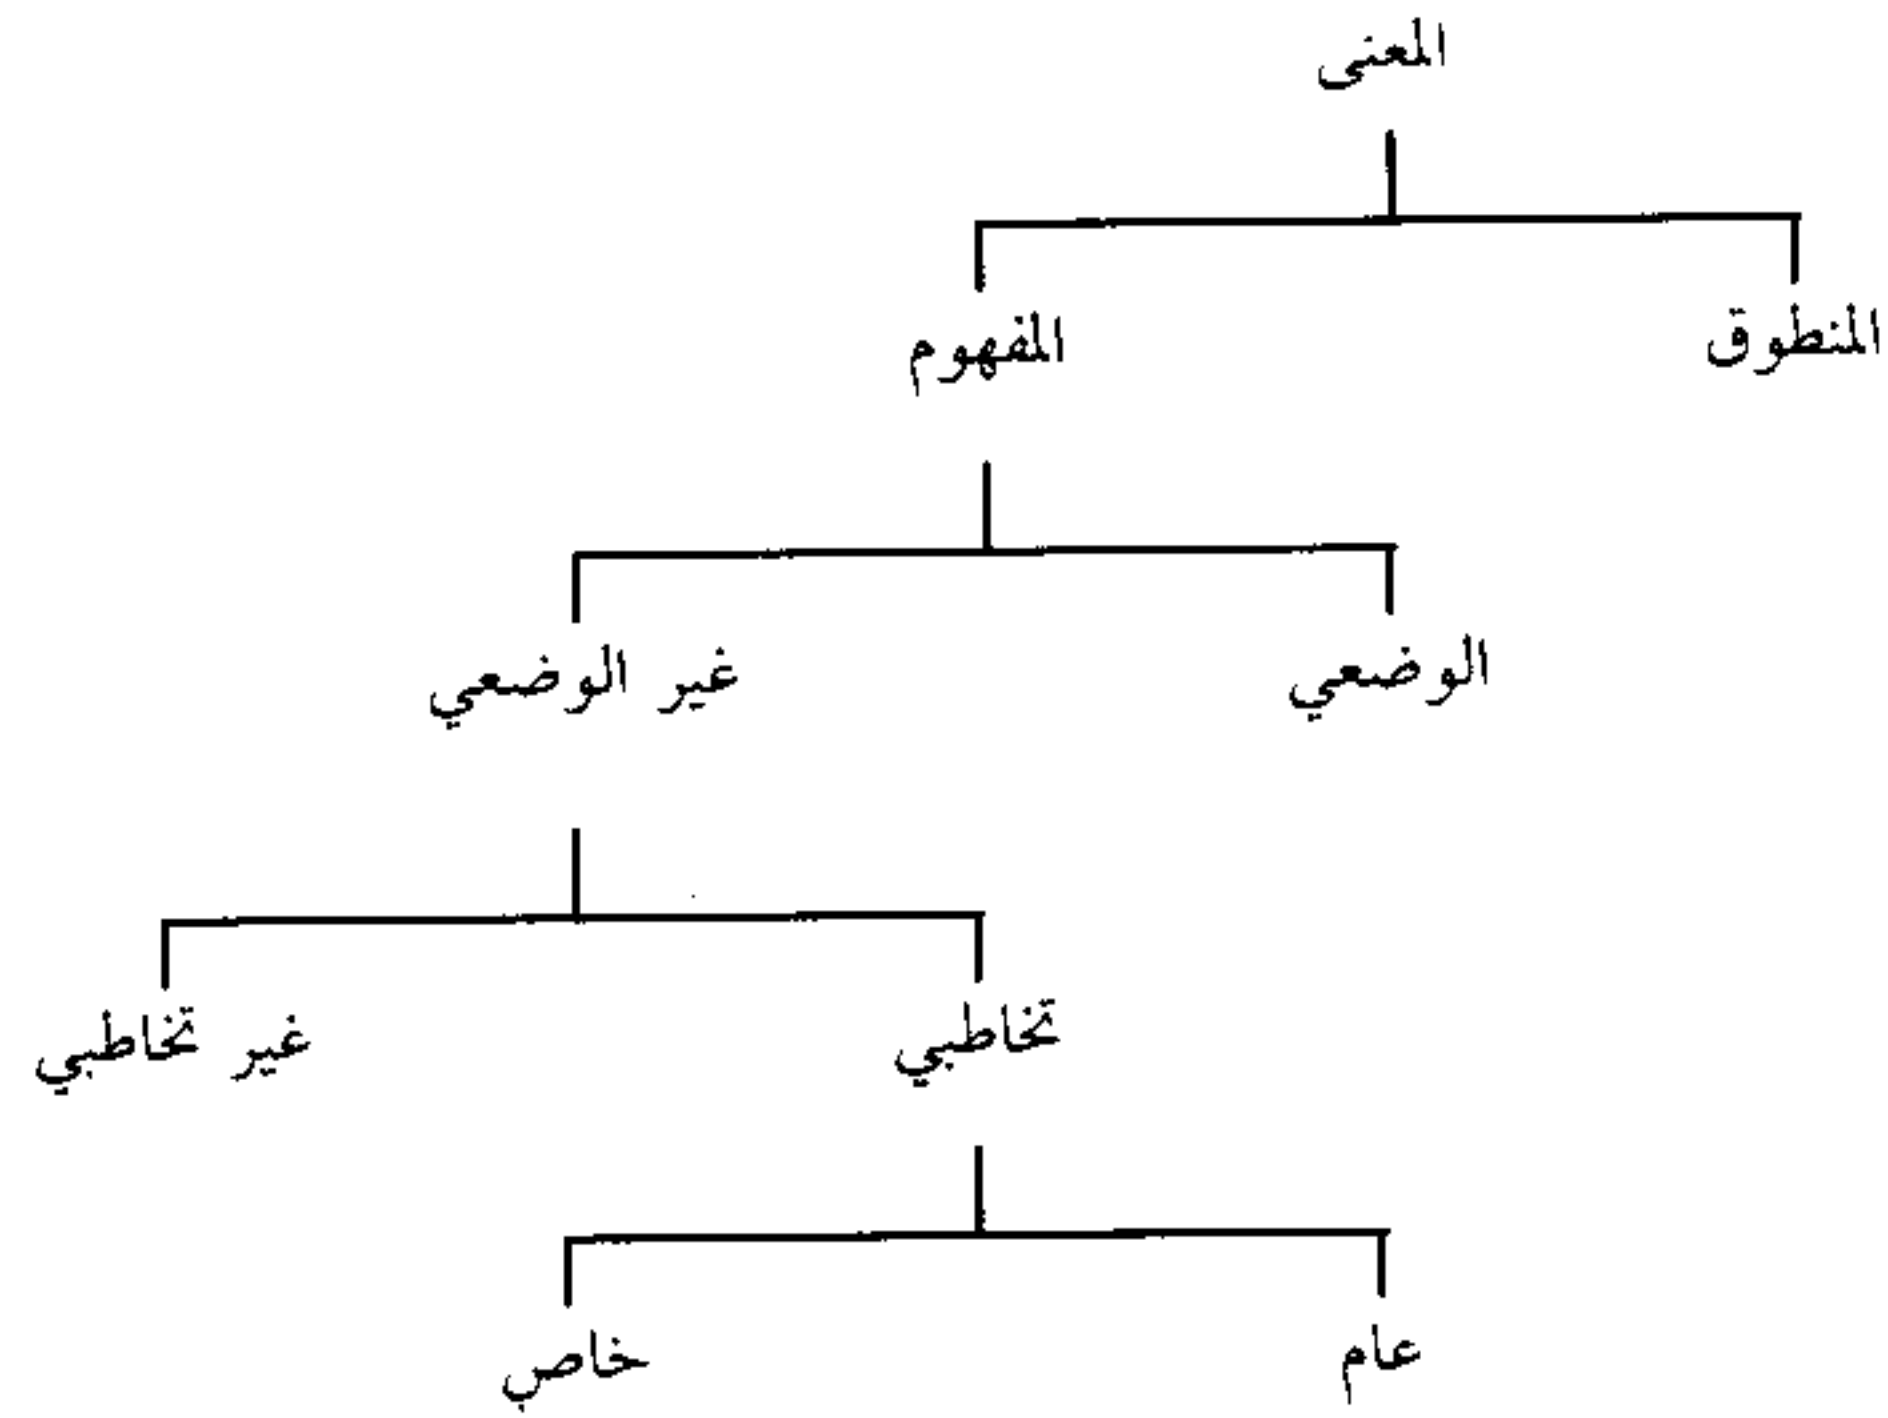 المعنى
المنطوق المفهوم
الوضعي غير الوضعي
تخاطبي غير تخاطبي
عام خاص